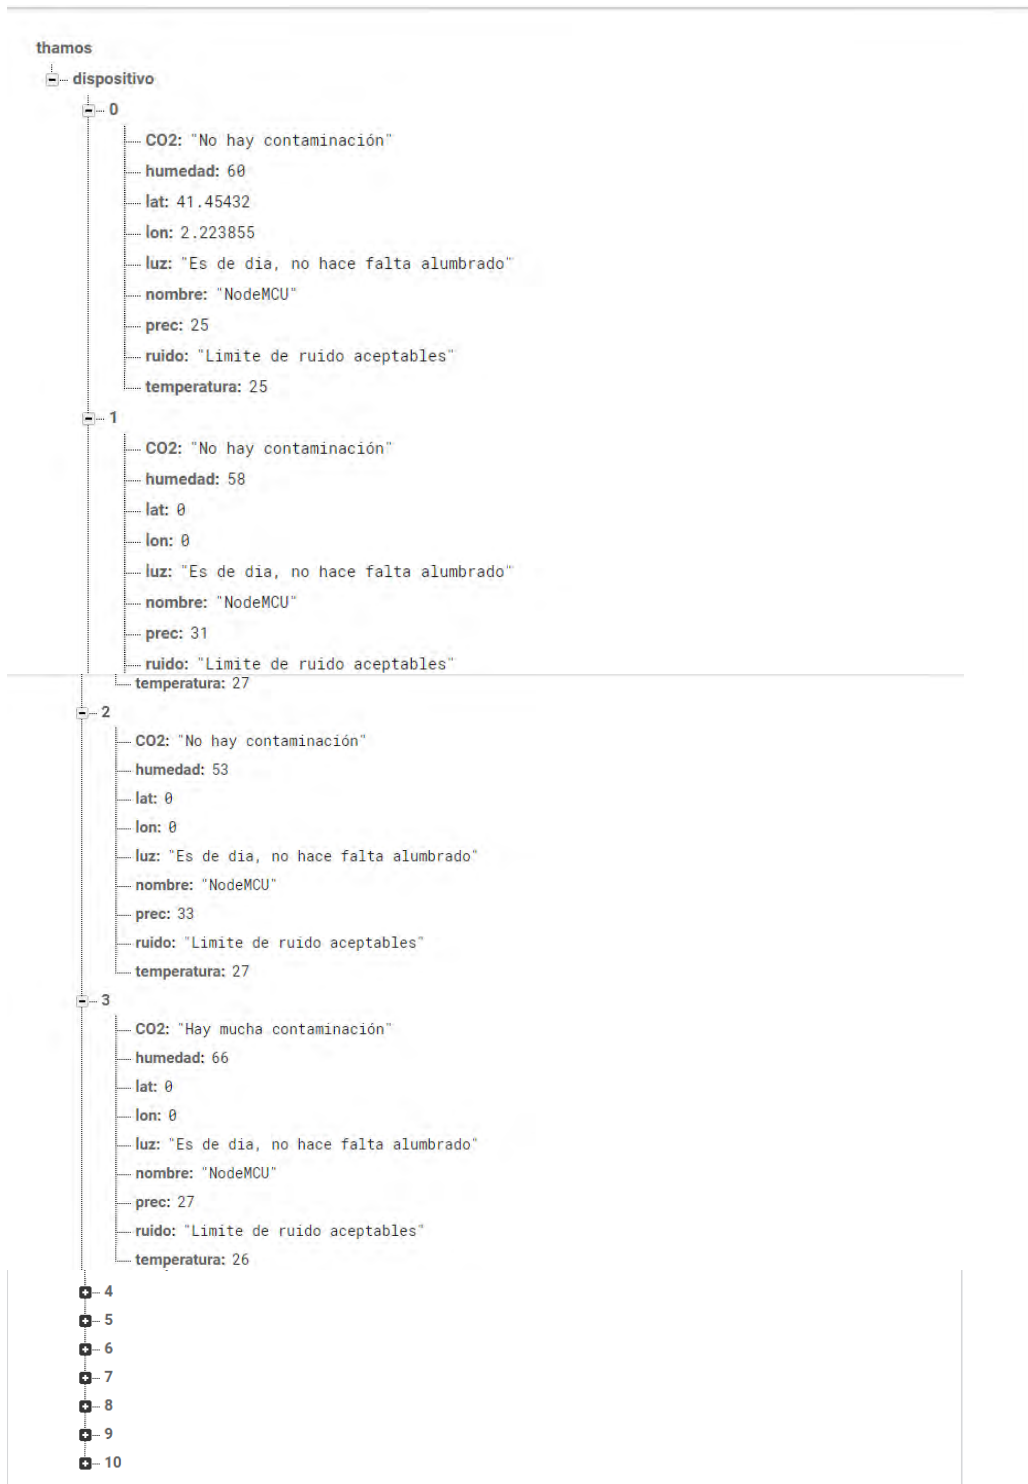 thamos
dispositivo
0
CO2: "No hay contaminación"
humedad: 60
lat: 41.45432
lon: 2.223855
luz: "Es de dia, no hace falta alumbrado"
nombre: "NodeMCU"
prec: 25
ruido: "Limite de ruido aceptables"
temperatura: 25
1
CO2: "No hay contaminación"
humedad: 58
lat: 0
lon: 0
luz: "Es de dia, no hace falta alumbrado"
nombre: "NodeMCU"
prec: 31
ruido: "Limite de ruido aceptables"
temperatura: 27
2
CO2: "No hay contaminación"
humedad: 53
lat: 0
lon: 0
luz: "Es de dia, no hace falta alumbrado"
nombre: "NodeMCU"
prec: 33
ruido: "Limite de ruido aceptables"
temperatura: 27
3
CO2: "Hay mucha contaminación"
humedad: 66
lat: 0
lon: 0
luz: "Es de dia, no hace falta alumbrado"
nombre: "NodeMCU"
prec: 27
ruido: "Limite de ruido aceptables"
temperatura: 26
4
5
6
7
8
9
10